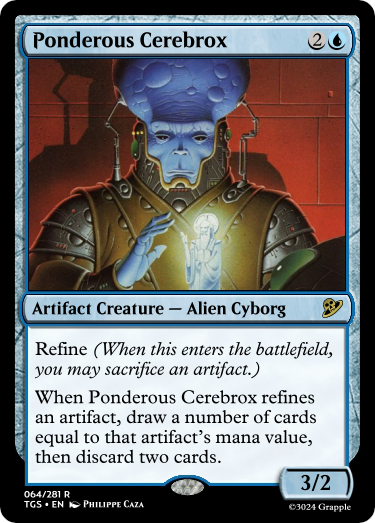 Ponderous Cerebrox 2
Artifact Creature — Alien Cyborg
Refine (When this enters the battlefield,
you may sacrifice an artifact.)
When Ponderous Cerebrox refines
an artifact, draw a number of cards
equal to that artifact's mana value,
then discard two cards.
3/2
064/281 R
TGS • EN Philippe Caza
©3024 Grapple